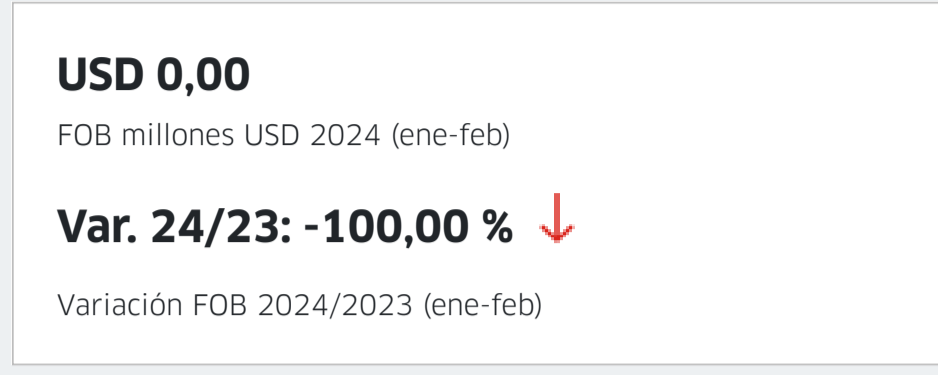 USD 0,00
FOB millones USD 2024 (ene-feb)
Var. 24/23: -100,00 %
Variación FOB 2024/2023 (ene-feb)